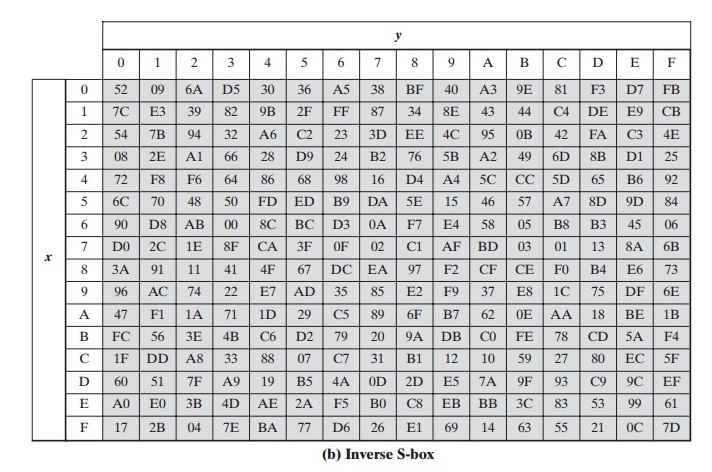 y
0 1 2 3 4 5 6 7 8 9 A B C D E F
0 52 09 6A D5 30 36 A5 38 BF 40 A3 9E 81 F3 D7 FB
1 7C E3 39 82 9B 2F FF 87 34 8E 43 44 C4 DE E9 CB
2 54 7B 94 32 A6 C2 23 3D EE 4C 95 0B 42 FA C3 4E
3 08 2E A1 66 28 D9 24 B2 76 5B A2 49 6D 8B D1 25
4 72 F8 F6 64 86 68 98 16 D4 A4 5C CC 5D 65 B6 92
5 6C 70 48 50 FD ED B9 DA 5E 15 46 57 A7 8D 9D 84
6 90 D8 AB 00 8C BC D3 0A F7 E4 58 05 B8 B3 45 06
7 D0 2C 1E 8F CA 3F 0F 02 C1 AF BD 03 01 13 8A 6B
x
8 3A 91 11 41 4F 67 DC EA 97 F2 CF CE F0 B4 E6 73
9 96 AC 74 22 E7 AD 35 85 E2 F9 37 E8 1C 75 DF 6E
A 47 F1 1A 71 1D 29 C5 89 6F B7 62 0E AA 18 BE 1B
B FC 56 3E 4B C6 D2 79 20 9A DB C0 FE 78 CD 5A F4
C 1F DD A8 33 88 07 C7 31 B1 12 10 59 27 80 EC 5F
D 60 51 7F A9 19 B5 4A 0D 2D E5 7A 9F 93 C9 9C EF
E A0 E0 3B 4D AE 2A F5 B0 C8 EB BB 3C 83 53 99 61
F 17 2B 04 7E BA 77 D6 26 E1 69 14 63 55 21 0C 7D
(b) Inverse S-box